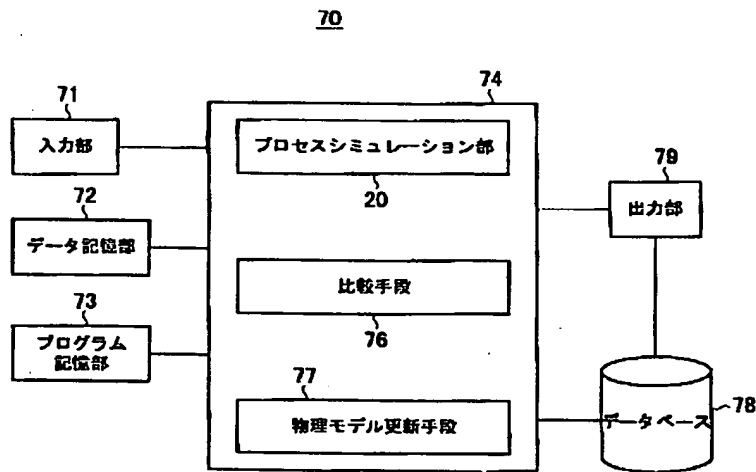 70
74
71
入力部
プロセスシミュレーション部
20
79
出力部
72
データ記憶部
比較手段
76
73
プログラム
記憶部
77
物理モデル更新手段
データベース
78